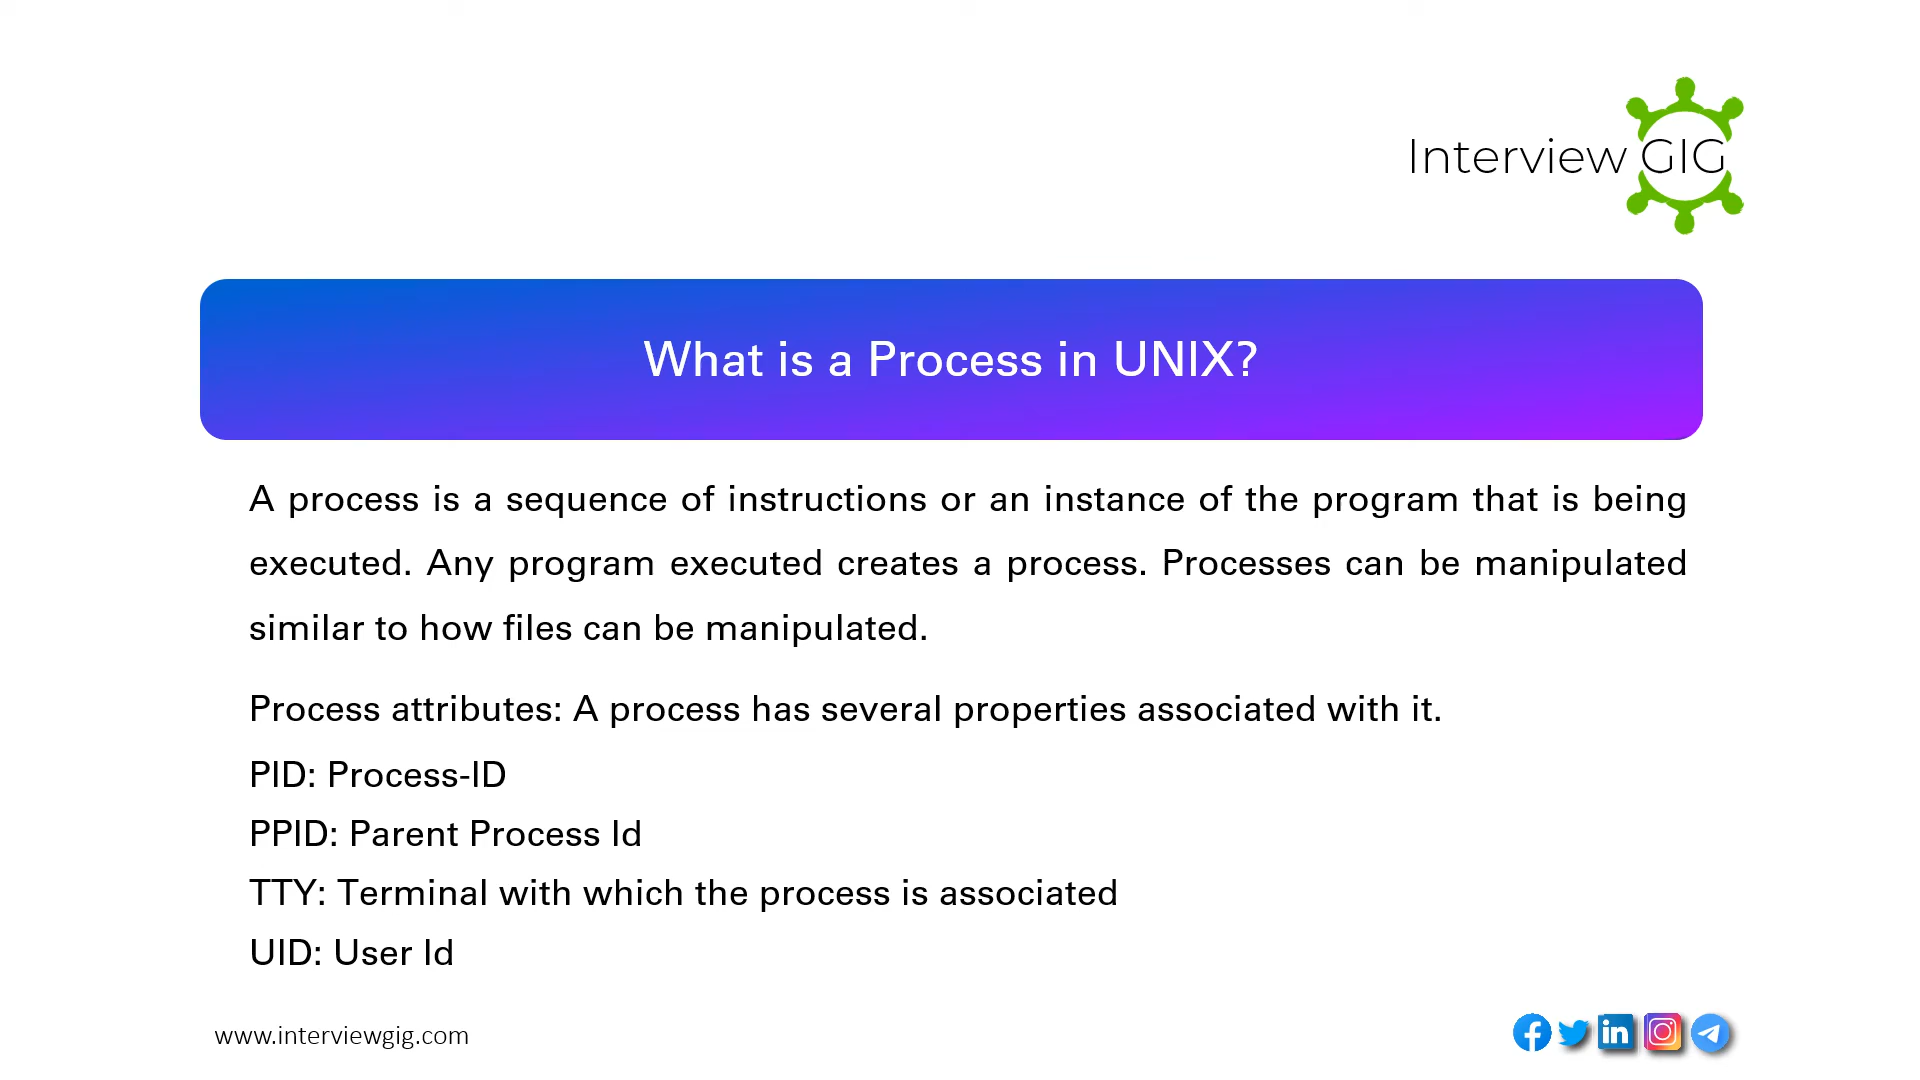 Interview GIG
What is a Process in UNIX?
A process is a sequence of instructions or an instance of the program that is being
executed. Any program executed creates a process. Processes can be manipulated
similar to how files can be manipulated.
Process attributes: A process has several properties associated with it.
PID: Process-ID
PPID: Parent Process Id
TTY: Terminal with which the process is associated
UID: User Id
www.interviewgig.com